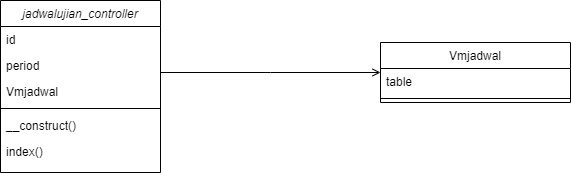 jadwalujian_controller
id
period
Vmjadwal
__construct()
index()
Vmjadwal
table